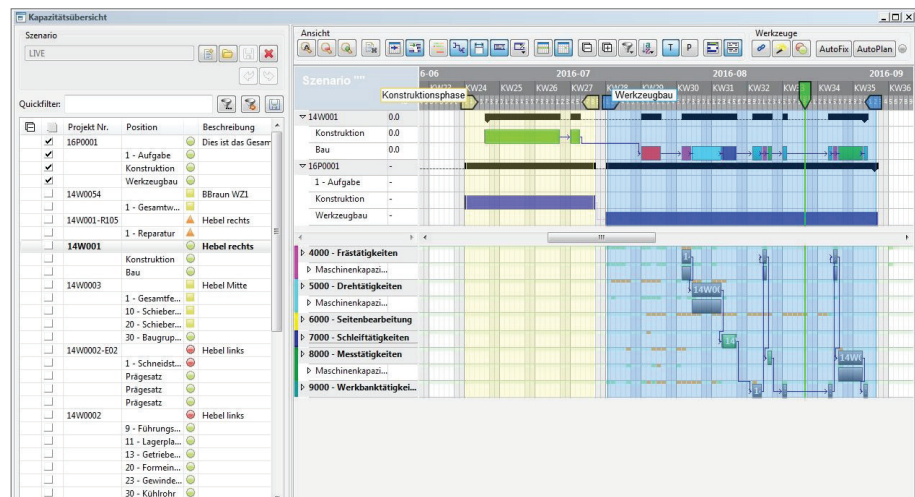 Kapazitätsübersicht
Szenario
LIVE
Quickfilter:
Projekt Nr. Position Beschreibung
16P0001 Dies ist das Gesam
1 - Aufgabe
Konstruktion
Werkzeugbau
14W0054 BBraun WZ1
1 - Gesamtw...
14W001-R105 Hebel rechts
1 - Reparatur
14W001 Hebel rechts
Konstruktion
Bau
14W0003 Hebel Mitte
1 - Gesamtfe...
10 - Schieber...
20 - Schieber...
30 - Baugrup...
14W0002-E02 Hebel links
1 - Schneidst...
Prägesatz
Prägesatz
Prägesatz
14W0002 Hebel links
9 - Führungs...
11 - Lagerpla...
13 - Getriebe...
20 - Formein...
23 - Gewinde...
30 - Kühlrohr
Ansicht
Werkzeuge
T P AutoFix AutoPlan
Szenario ""
6-06 2016-07 2016-08 2016-09
KW24 KW25 KW26 KW27 KW30 KW31 KW32 KW33 KW34 KW35 KW36
Konstruktionsphase Werkzeugbau
14W001 0.0
Konstruktion 0.0
Bau 0.0
16P0001 -
1 - Aufgabe -
Konstruktion -
Werkzeugbau -
4000 - Frästätigkeiten
Maschinenkapazi...
5000 - Drehtätigkeiten
Maschinenkapazi...
6000 - Seitenbearbeitung
7000 - Schleiftätigkeiten
8000 - Messtätigkeiten
Maschinenkapazi...
9000 - Werkbanktätigkei...